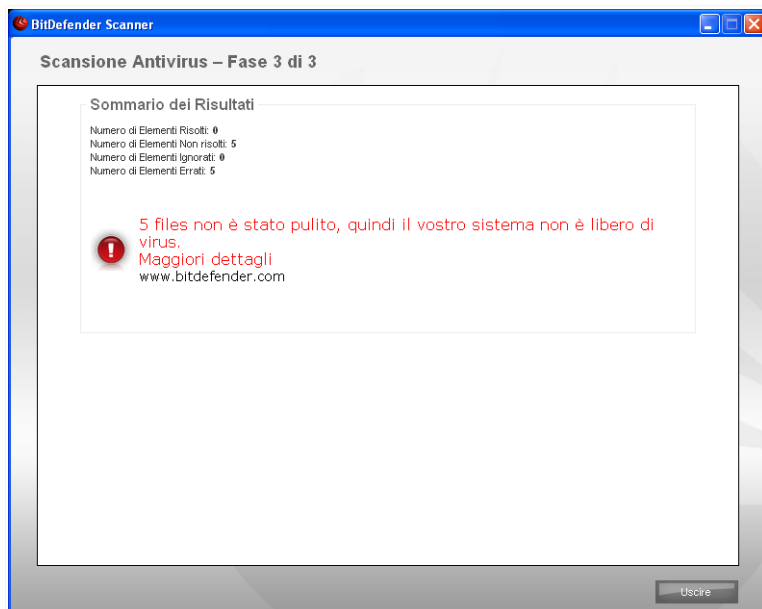 BitDefender Scanner
Scansione Antivirus – Fase 3 di 3
Sommario dei Risultati
Numero di Elementi Risolti: 0
Numero di Elementi Non risolti: 5
Numero di Elementi Ignorati: 0
Numero di Elementi Errati: 5
5 files non è stato pulito, quindi il vostro sistema non è libero di
virus.
Maggiori dettagli
www.bitdefender.com
Uscire